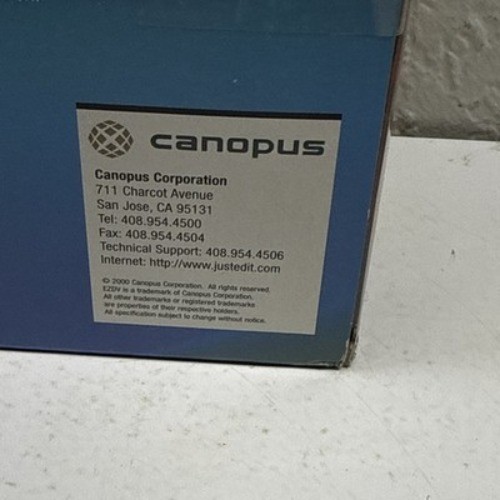 canopus
Canopus Corporation
711 Charcot Avenue
San Jose, CA 95131
Tel: 408.954.4500
Fax: 408.954.4504
Technical Support: 408.954.4506
Internet: http://www.justedit.com
© 2000 Canopus Corporation. All rights reserved.
EZDV is a trademark of Canopus Corporation.
All other trademarks or registered trademarks
are properties of their respective holders.
All specification subject to change without notice.